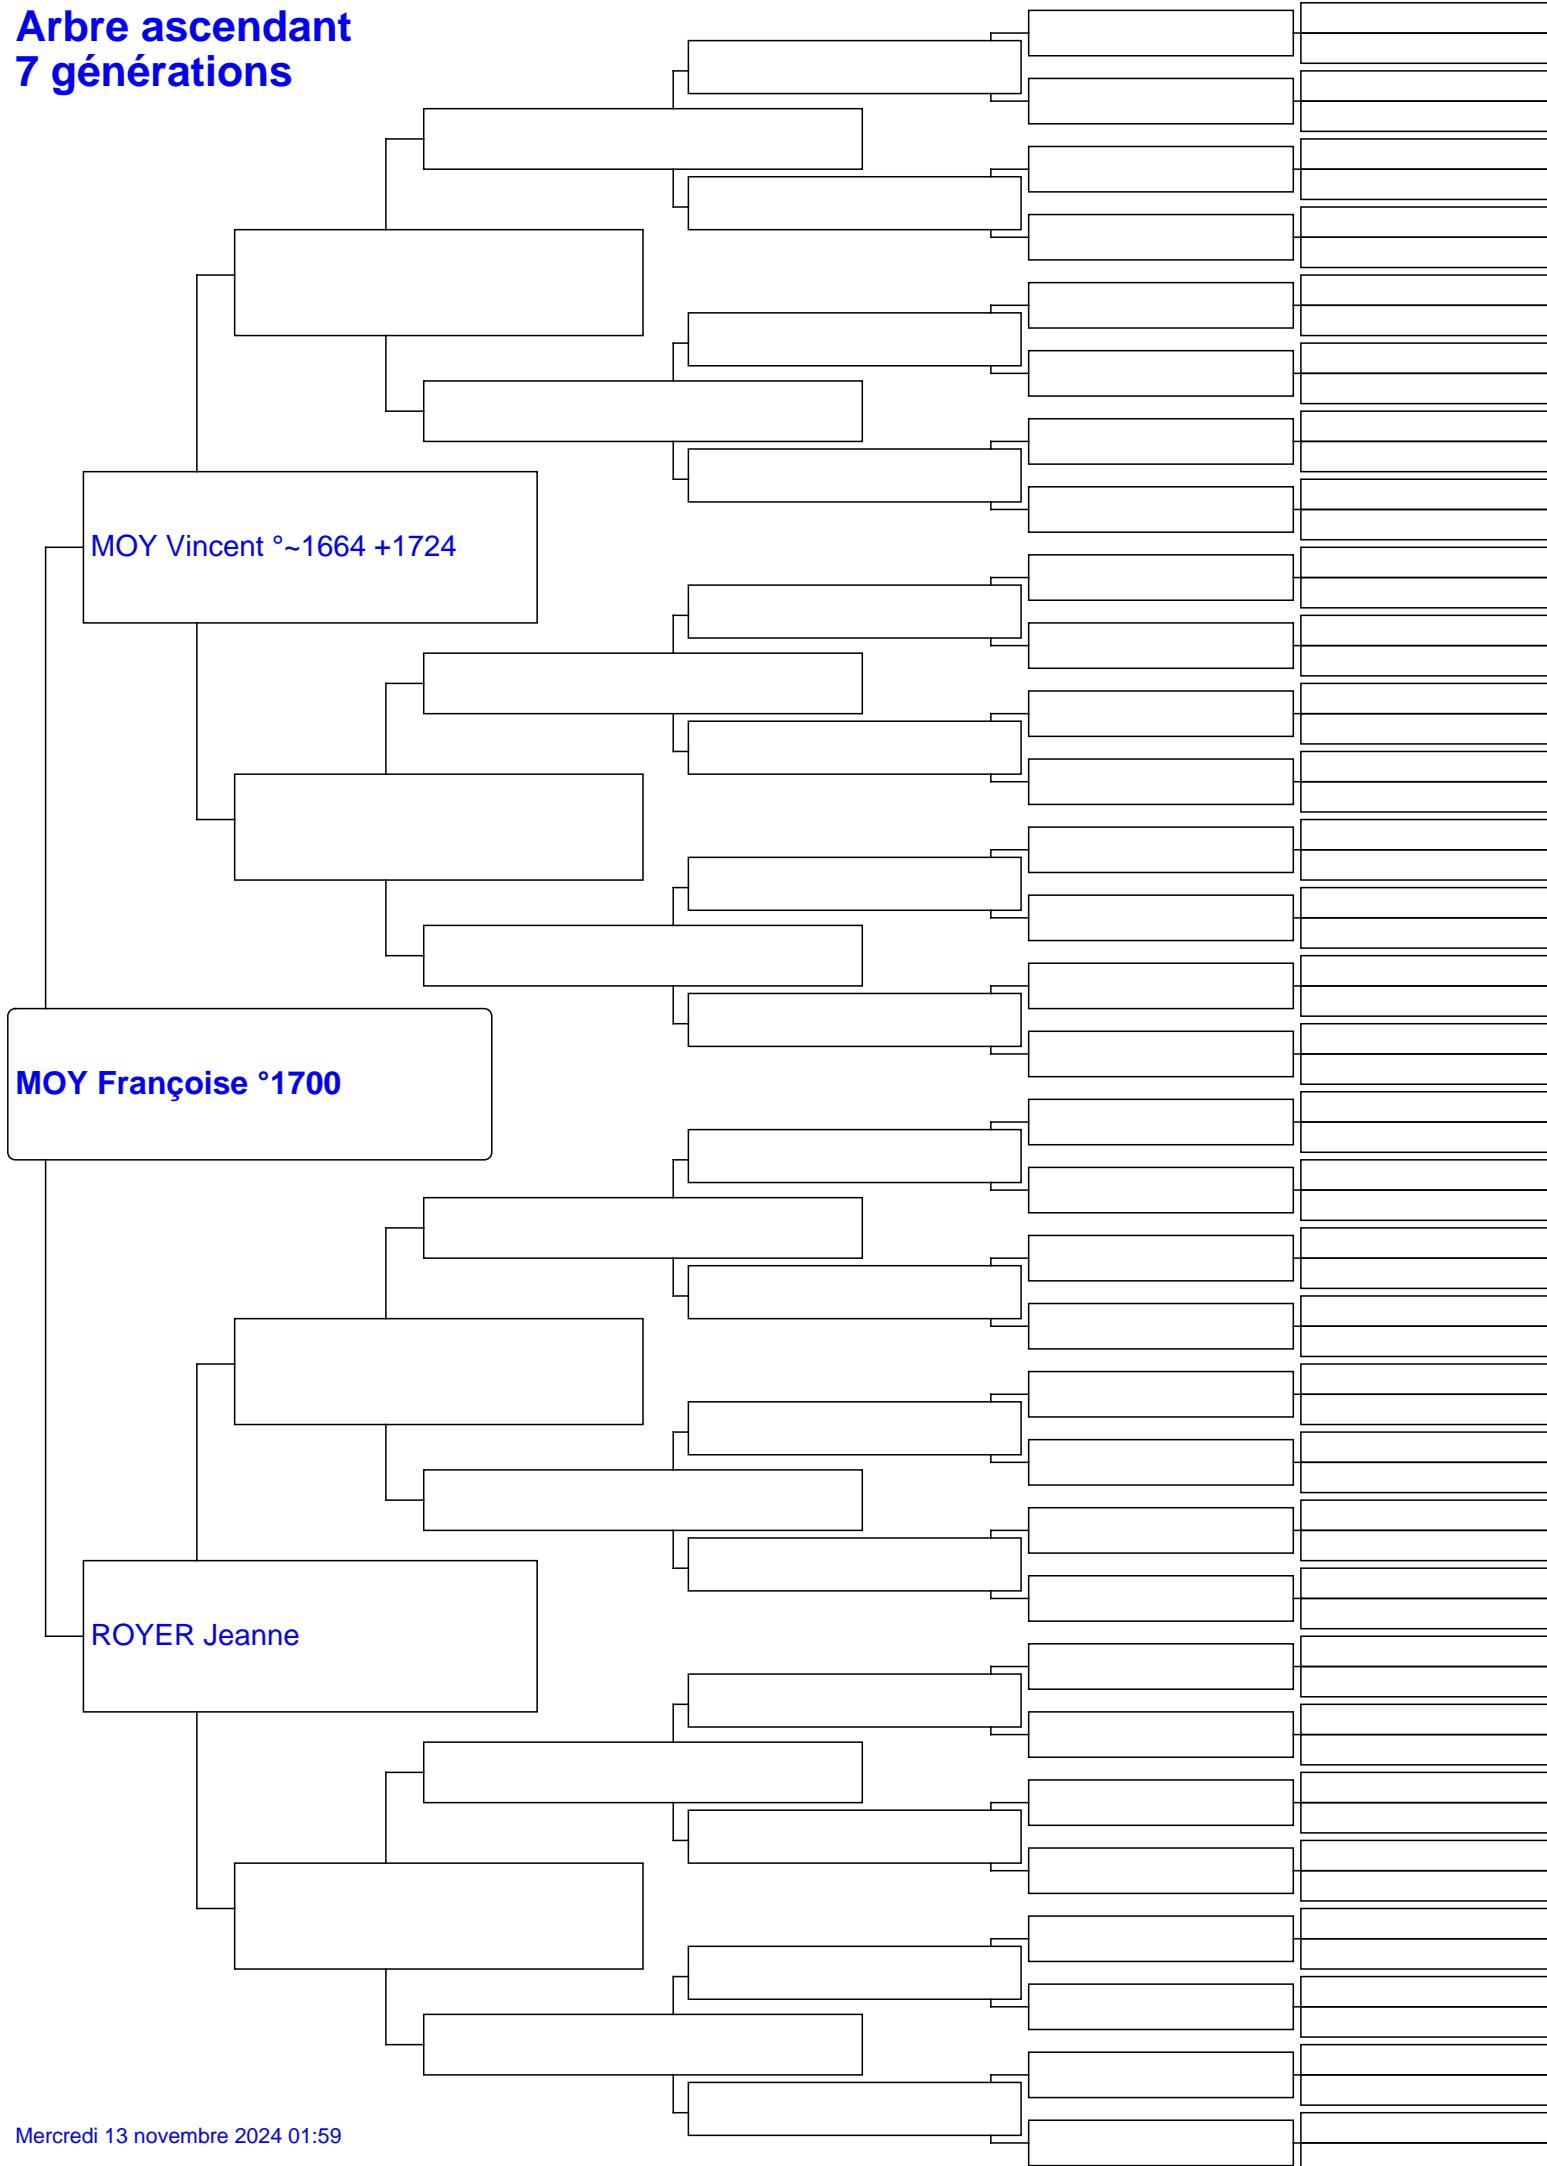 Arbre ascendant
7 générations
MOY Vincent °~1664 +1724
MOY Françoise °1700
ROYER Jeanne
Mercredi 13 novembre 2024 01:59